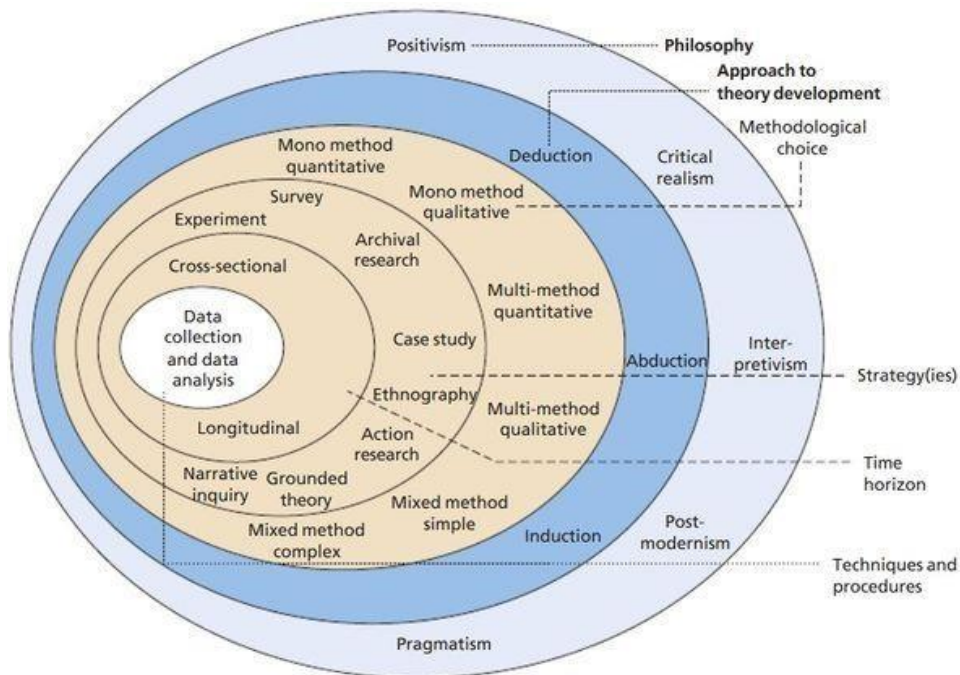 Positivism
Philosophy
Approach to
theory development
Methodological
choice
Deduction
Critical
realism
Mono method
quantitative
Mono method
qualitative
Survey
Experiment
Archival
research
Cross-sectional
Multi-method
quantitative
Data
collection
and data
analysis
Case study
Abduction
Inter-
pretivism
Strategy(ies)
Ethnography
Multi-method
qualitative
Longitudinal
Action
research
Time
horizon
Narrative
inquiry
Grounded
theory
Mixed method
simple
Mixed method
complex
Induction
Post-
modernism
Techniques and
procedures
Pragmatism